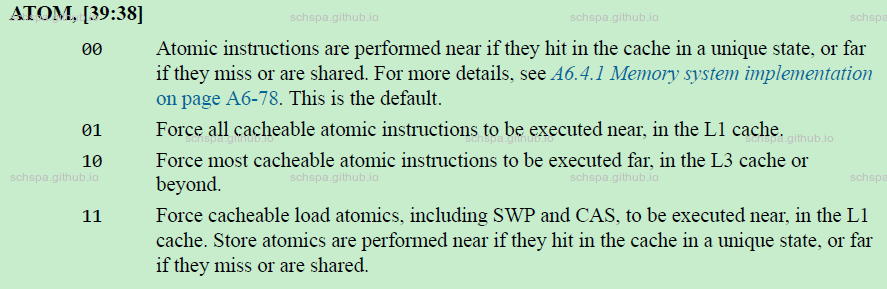 ATOM, [39:38]
schspa.github.io schspa.github.io schspa.github.io schspa.github.io
00 Atomic instructions are performed near if they hit in the cache in a unique state, or far
if they miss or are shared. For more details, see A6.4.1 Memory system implementation
on page A6-78. This is the default.
01 Force all cacheable atomic instructions to be executed near, in the L1 cache.
schspa.github.io schspa.github.io schspa.github.io
10 Force most cacheable atomic instructions to be executed far, in the L3 cache or
schspa.github.io schspa.github.io schspa.github.io schspa.github.io
beyond.
11 Force cacheable load atomics, including SWP and CAS, to be executed near, in the L1
cache. Store atomics are performed near if they hit in the cache in a unique state, or far
if they miss or are shared.